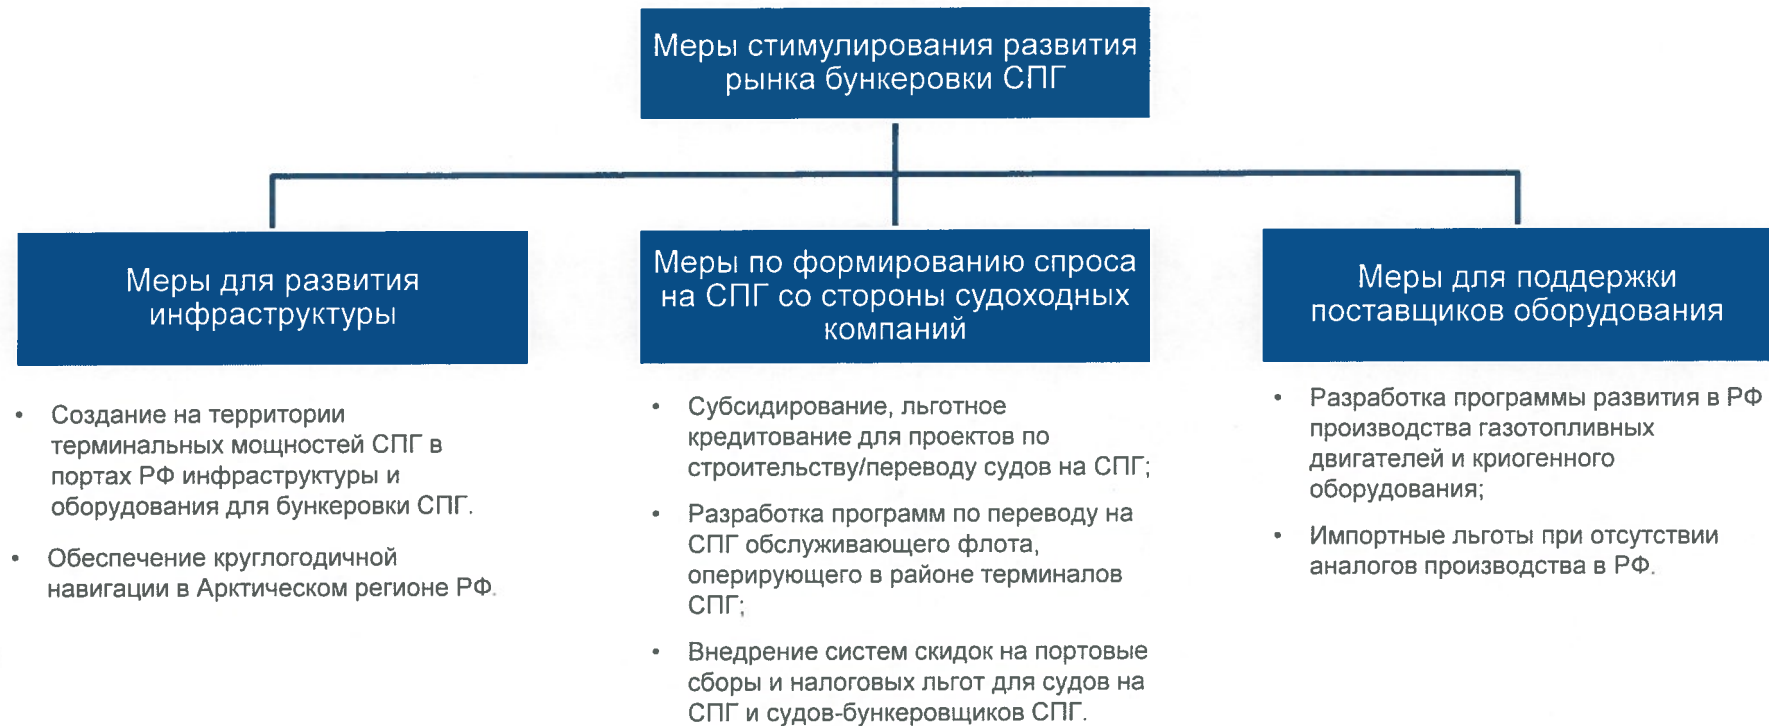 Меры стимулирования развития
рынка бункеровки СПГ
Меры для развития
инфраструктуры
• Создание на территории
терминальных мощностей СПГ в
портах РФ инфраструктуры и
оборудования для бункеровки СПГ.
• Обеспечение круглогодичной
навигации в Арктическом регионе РФ.
Меры по формированию спроса
на СПГ со стороны судоходных
компаний
• Субсидирование, льготное
кредитование для проектов по
строительству/переводу судов на СПГ;
• Разработка программ по переводу на
СПГ обслуживающего флота,
оперирующего в районе терминалов
СПГ;
• Внедрение систем скидок на портовые
сборы и налоговых льгот для судов на
СПГ и судов-бункеровщиков СПГ.
Меры для поддержки
поставщиков оборудования
• Разработка программы развития в РФ
производства газотопливных
двигателей и криогенного
оборудования;
• Импортные льготы при отсутствии
аналогов производства в РФ.